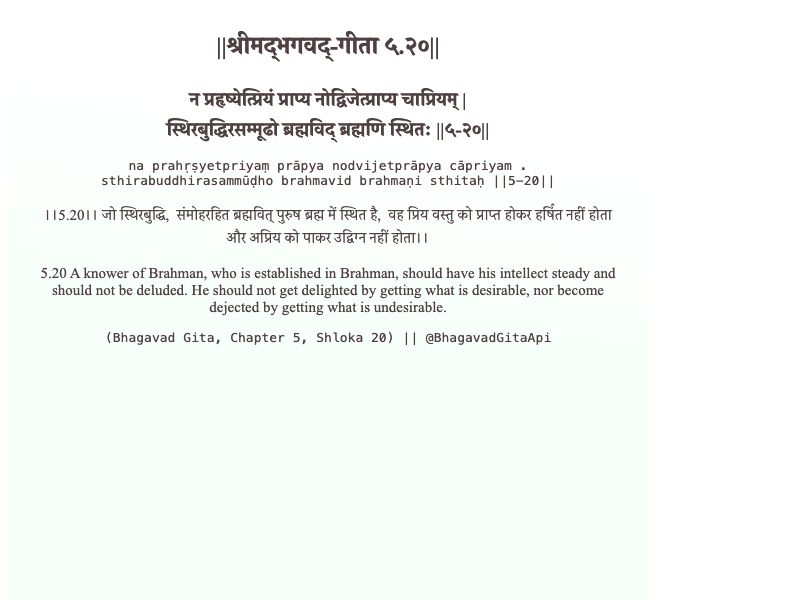 ||श्रीमद्‍भगवद्‍-गीता ५.२०||
न प्रहृष्येत्प्रियं प्राप्य नोद्विजेत्प्राप्य चाप्रियम् |
स्थिरबुद्धिरसम्मूढो ब्रह्मविद् ब्रह्मणि स्थितः ||५-२०||
na prahṛṣyetpriyaṃ prāpya nodvijetprāpya cāpriyam .
sthirabuddhirasammūḍho brahmavid brahmaṇi sthitaḥ ||5-20||
।।5.20।। जो स्थिरबुद्धि, संमोहरहित ब्रह्मवित् पुरुष ब्रह्म में स्थित है, वह प्रिय वस्तु को प्राप्त होकर हर्षित नहीं होता
और अप्रिय को पाकर उद्विग्न नहीं होता।।
5.20 A knower of Brahman, who is established in Brahman, should have his intellect steady and
should not be deluded. He should not get delighted by getting what is desirable, nor become
dejected by getting what is undesirable.
(Bhagavad Gita, Chapter 5, Shloka 20) || @BhagavadGitaApi